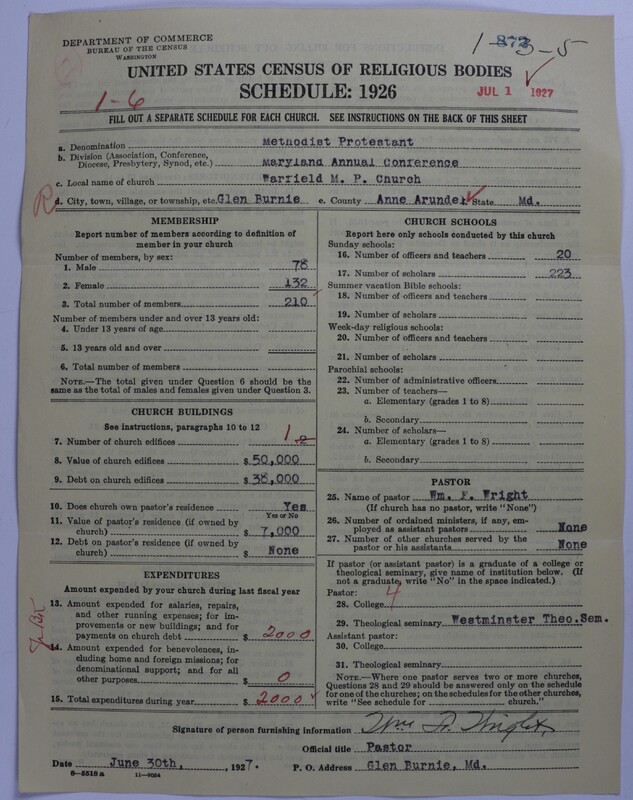 DEPARTMENT OF COMMERCE
BUREAU OF THE CENSUS
WASHINGTON
1-873-5
UNITED STATES CENSUS OF RELIGIOUS BODIES
SCHEDULE: 1926
JUL 1 1927
1-6
FILL OUT A SEPARATE SCHEDULE FOR EACH CHURCH. SEE INSTRUCTIONS ON THE BACK OF THIS SHEET
a. Denomination Methodist Protestant
b. Division (Association, Conference, Diocese, Presbytery, Synod, etc.) Maryland Annual Conference
c. Local name of church Warfield M. P. Church
R
d. City, town, village, or township, etc. Glen Burnie e. County Anne Arundel State Md.
MEMBERSHIP
Report number of members according to definition of
member in your church
Number of members, by sex:
1. Male 78
2. Female 132
3. Total number of members 210
Number of members under and over 13 years old:
4. Under 13 years of age
5. 13 years old and over
6. Total number of members
NOTE.—The total given under Question 6 should be the
same as the total of males and females given under Question 3.
CHURCH BUILDINGS
See instructions, paragraphs 10 to 12
7. Number of church edifices 1 2
8. Value of church edifices $ 50,000
9. Debt on church edifices $ 38,000
10. Does church own pastor's residence Yes
Yes or No
11. Value of pastor's residence (if owned by
church) $ 7,000
12. Debt on pastor's residence (if owned by
church) $ None
EXPENDITURES
Amount expended by your church during last fiscal year
13. Amount expended for salaries, repairs,
and other running expenses; for im-
provements or new buildings; and for
payments on church debt $ 2000
14. Amount expended for benevolences, in-
cluding home and foreign missions; for
denominational support; and for all
other purposes $ 0
15. Total expenditures during year $ 2000
CHURCH SCHOOLS
Report here only schools conducted by this church
Sunday schools:
16. Number of officers and teachers 20
17. Number of scholars 223
Summer vacation Bible schools:
18. Number of officers and teachers
19. Number of scholars
Week-day religious schools:
20. Number of officers and teachers
21. Number of scholars
Parochial schools:
22. Number of administrative officers
23. Number of teachers—
a. Elementary (grades 1 to 8)
b. Secondary
24. Number of scholars—
a. Elementary (grades 1 to 8)
b. Secondary
PASTOR
25. Name of pastor Wm. F. Wright
(If church has no pastor, write "None")
26. Number of ordained ministers, if any, em-
ployed as assistant pastors None
27. Number of other churches served by the
pastor or his assistants None
If pastor (or assistant pastor) is a graduate of a college or
theological seminary, give name of institution below. (If
not a graduate, write "No" in the space indicated.)
Pastor:
28. College 4
29. Theological seminary Westminster Theo.Sem.
Assistant pastor:
30. College
31. Theological seminary
NOTE.—Where one pastor serves two or more churches,
Questions 28 and 29 should be answered only on the schedule
for one of the churches; on the schedules for the other churches,
write "See schedule for church."
Signature of person furnishing information Wm F. Wright
Official title Pastor
Date June 30th, 1927. P. O. Address Glen Burnie, Md.
8—5518 a 11—9064